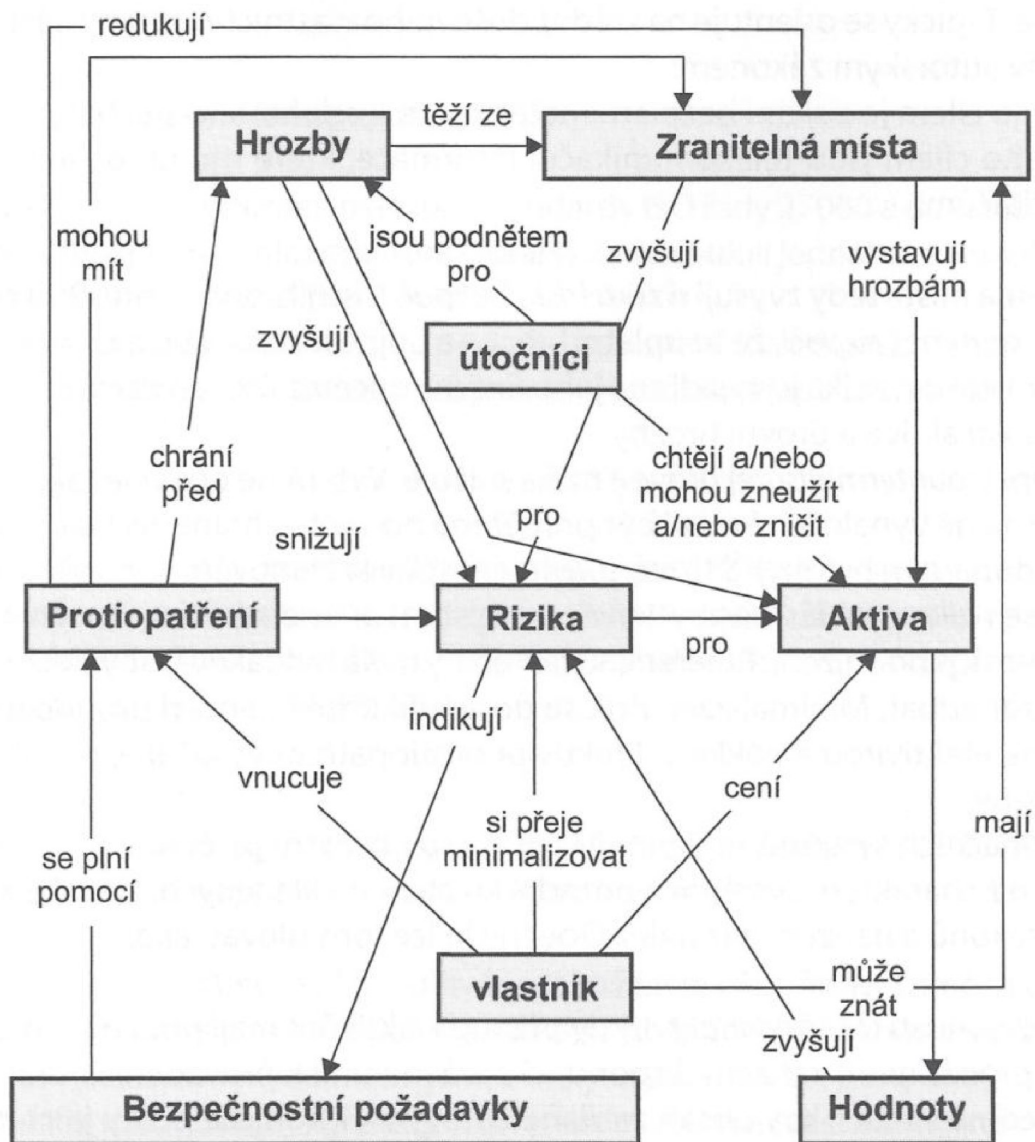 redukují
těží ze
Hrozby
Zranitelná místa
mohou
mít
jsou podnětem
pro
zvyšují
vystavují
hrozbám
zvyšují
útočníci
chrání
před
chtějí a/nebo
mohou zneužít
a/nebo zničit
snižují
pro
Protiopatření
Rizika
Aktiva
pro
indikují
vnucuje
cení
se plní
pomocí
si přeje
minimalizovat
mají
vlastník
může
znát
zvyšují
Bezpečnostní požadavky
Hodnoty